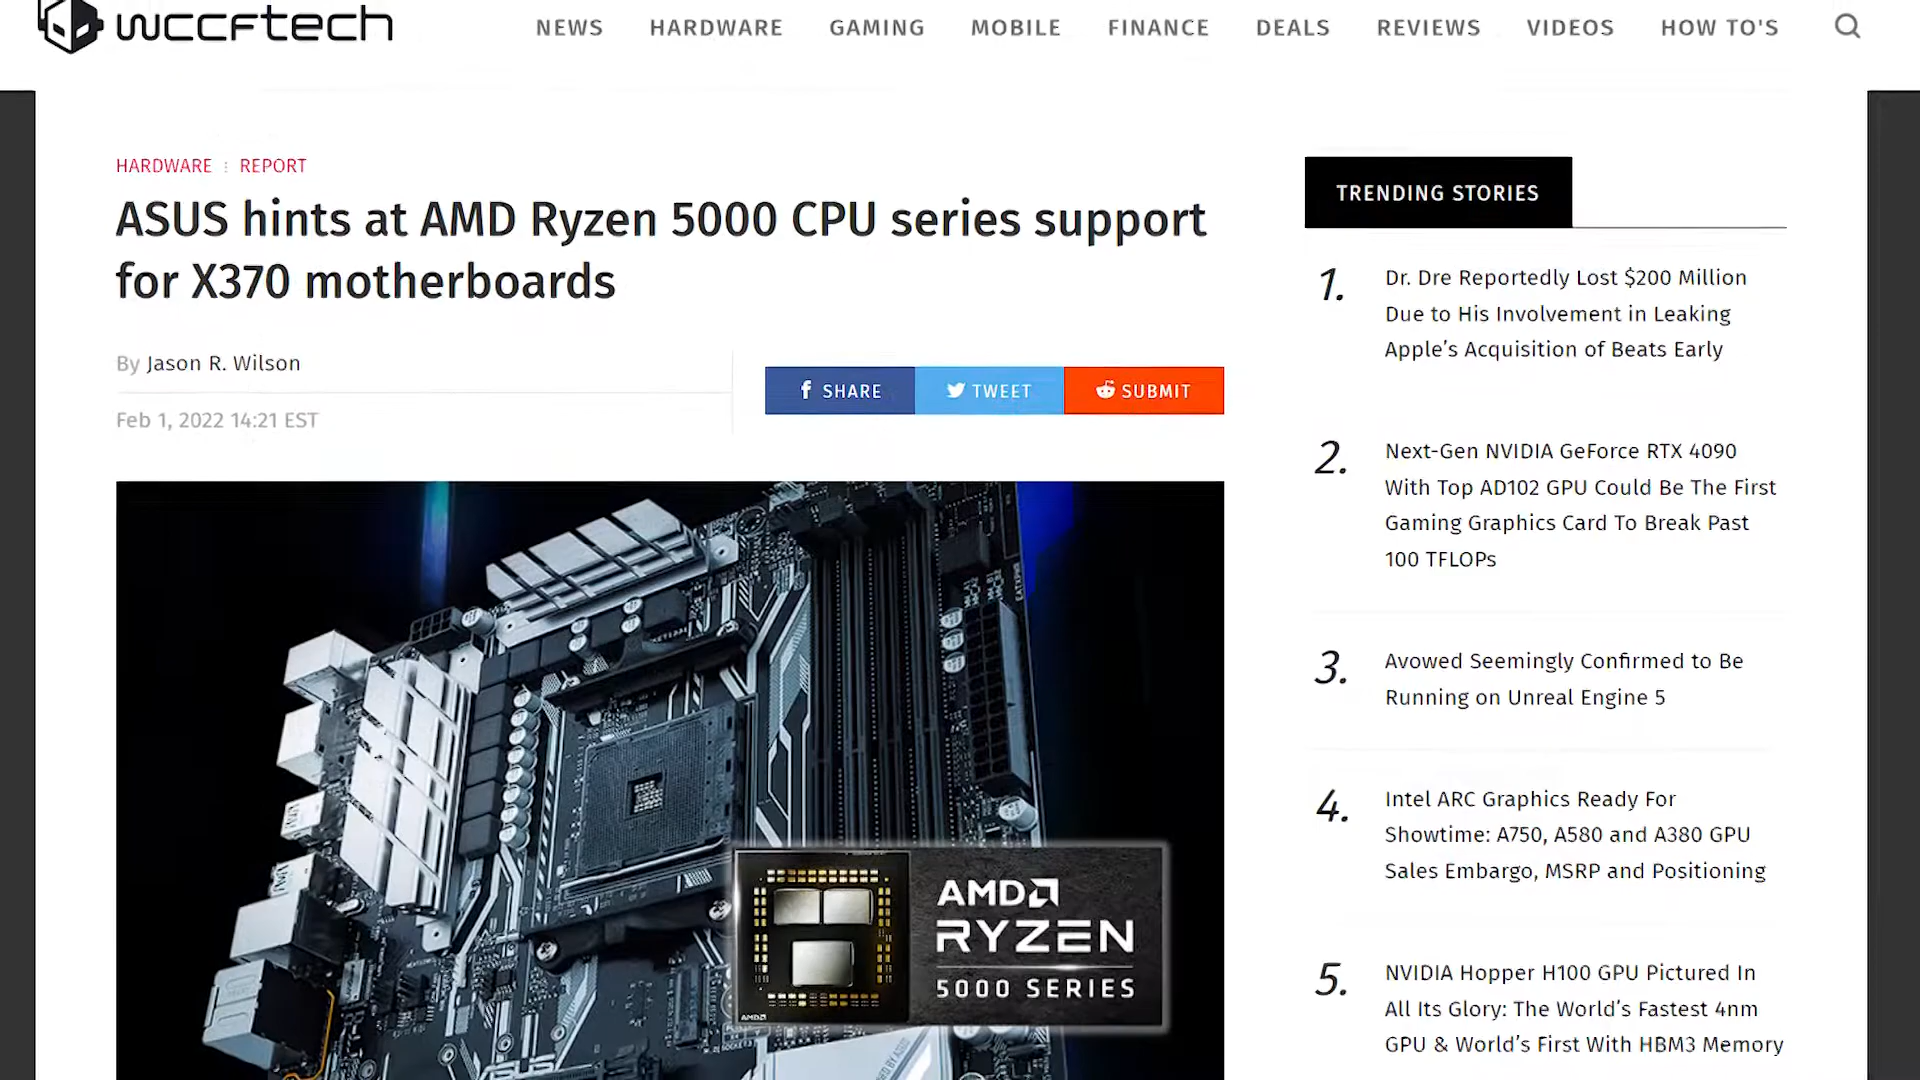 wccftech
NEWS HARDWARE GAMING MOBILE FINANCE DEALS REVIEWS VIDEOS HOW TO'S
HARDWARE REPORT
ASUS hints at AMD Ryzen 5000 CPU series support
for X370 motherboards
By Jason R. Wilson
Feb 1, 2022 14:21 EST
SHARE TWEET SUBMIT
AMD
RYZEN
5000 SERIES
AMD
ASUS
EATXPWR
TRENDING STORIES
1. Dr. Dre Reportedly Lost $200 Million
Due to His Involvement in Leaking
Apple’s Acquisition of Beats Early
2. Next-Gen NVIDIA GeForce RTX 4090
With Top AD102 GPU Could Be The First
Gaming Graphics Card To Break Past
100 TFLOPs
3. Avowed Seemingly Confirmed to Be
Running on Unreal Engine 5
4. Intel ARC Graphics Ready For
Showtime: A750, A580 and A380 GPU
Sales Embargo, MSRP and Positioning
5. NVIDIA Hopper H100 GPU Pictured In
All Its Glory: The World’s Fastest 4nm
GPU & World’s First With HBM3 Memory